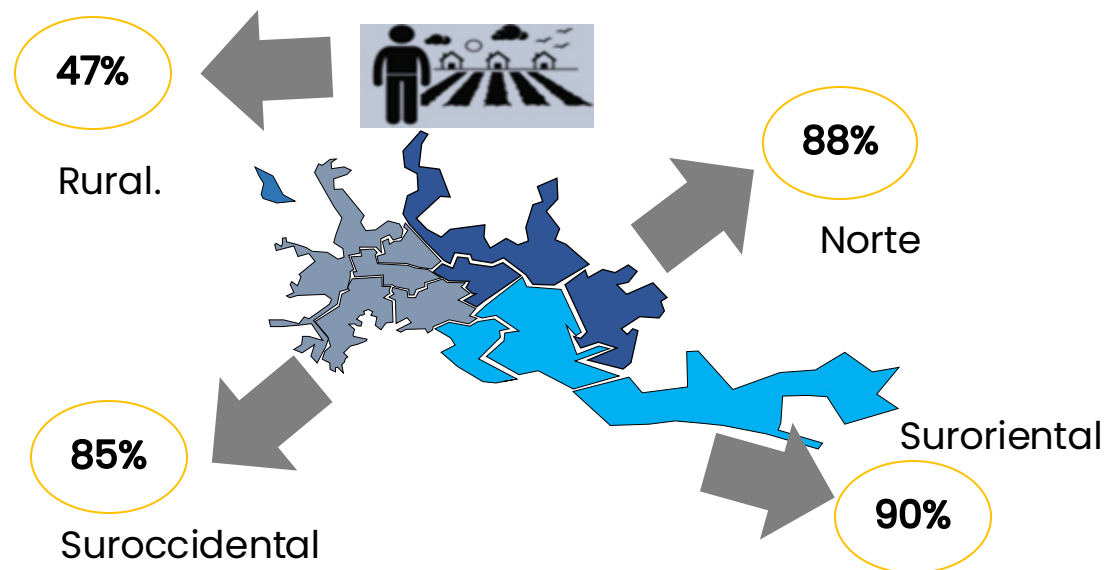 47%
Rural.
88%
Norte
85%
Suroccidental
Suroriental
90%